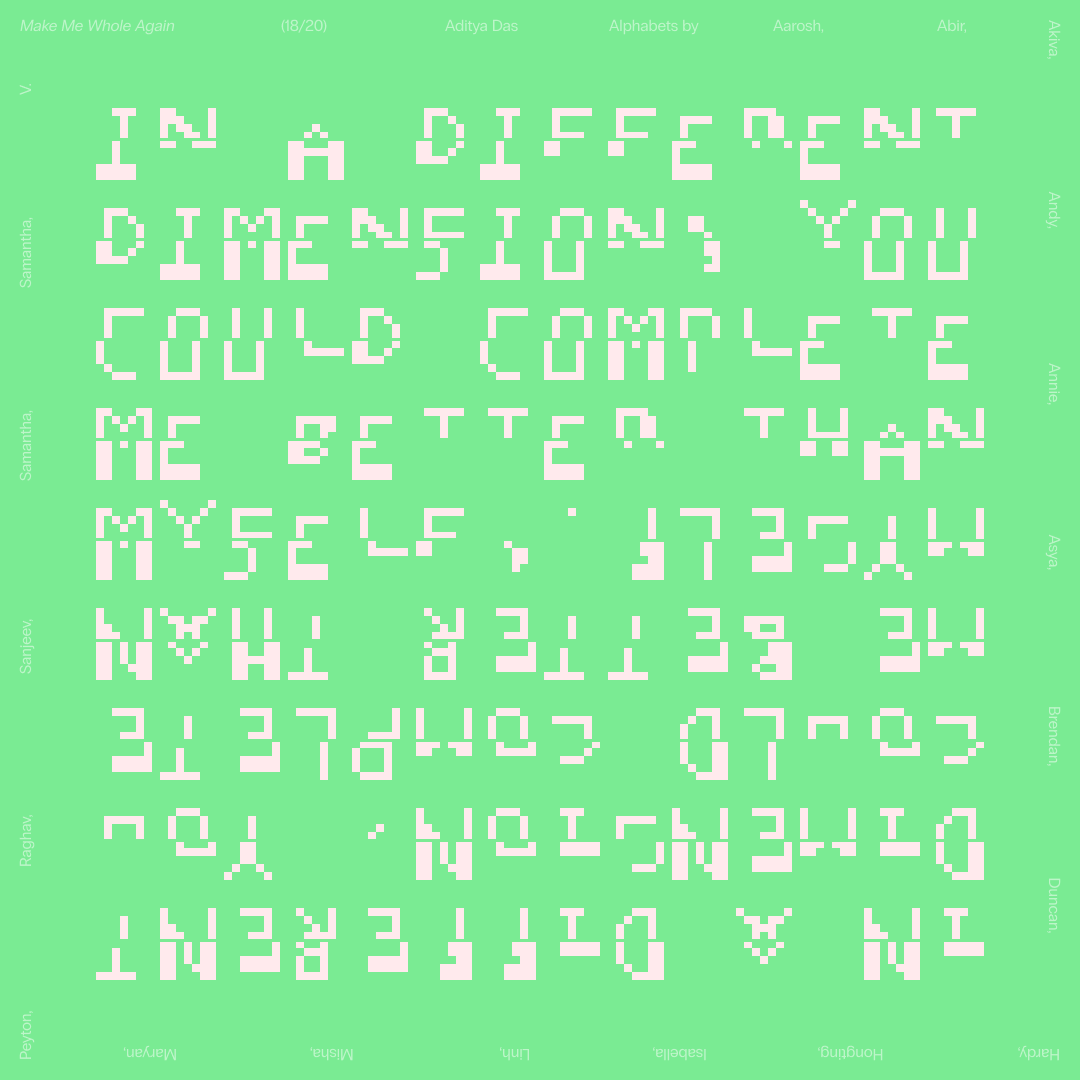 Make Me Whole Again (18/20) Aditya Das Alphabets by Aarosh, Abir,
Akiva,
Andy,
Annie,
Asya,
Brendan,
Duncan,
Hardy, Hongting, Isabella, Linh, Misha, Maryan,
Peyton,
Raghav,
Sanjeev,
Samantha,
Samantha,
V.
IN A DIFFERENT
DIMENSION, YOU
COULD COMPLETE
ME BETTER THAN
MYSELF,
IN A DIFFERENT
DIMENSION, YOU
COULD COMPLETE
ME BETTER THAN
MYSELF,